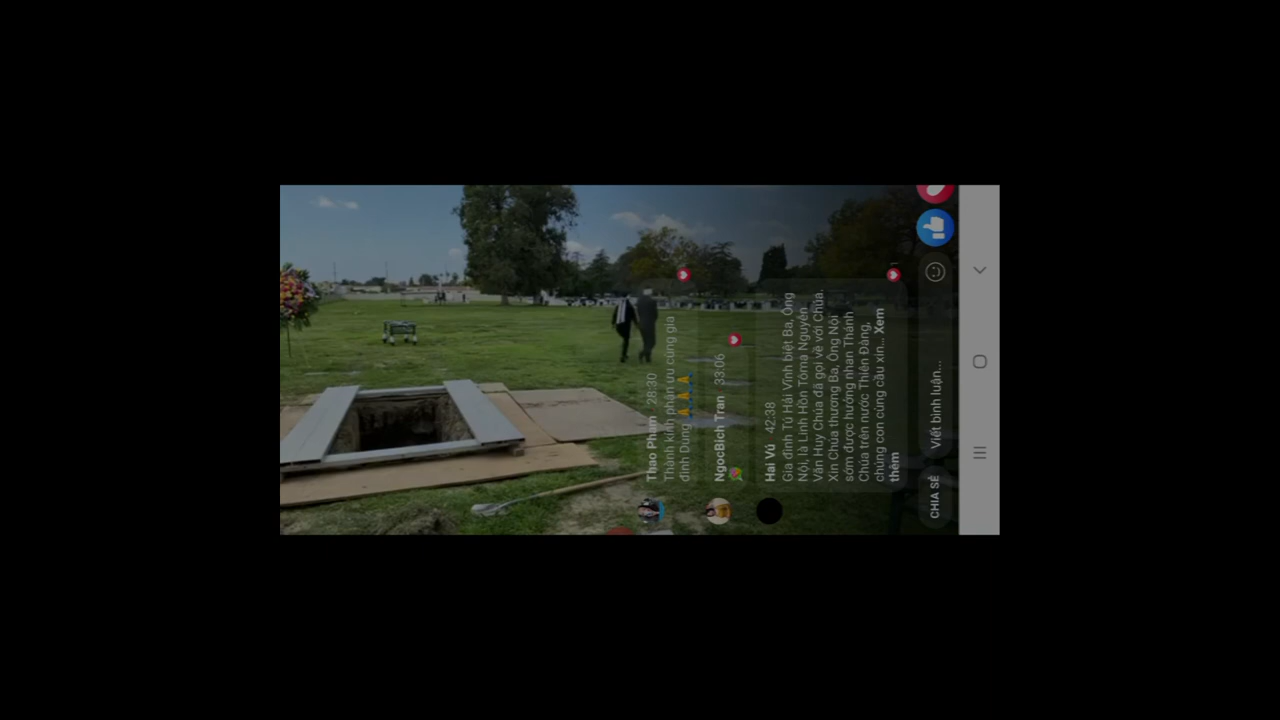 Thao Pham 28:30
Thành kính phân ưu cùng gia
đình Dung 🙏🙏🙏
NgocBich Tran 33:06
💐
Hai Vú 42:38
Gia đình Tú Hải Vĩnh biệt Ba, Ông
Nội, là Linh Hồn Tôma Nguyễn
Văn Huy Chúa đã gọi về với Chúa.
Xin Chúa thương Ba, Ông Nội
sớm được hưởng nhan Thánh
Chúa trên nước Thiên Đàng,
chúng con cùng cầu xin... Xem
thêm
CHIA SẺ
Viết bình luận...